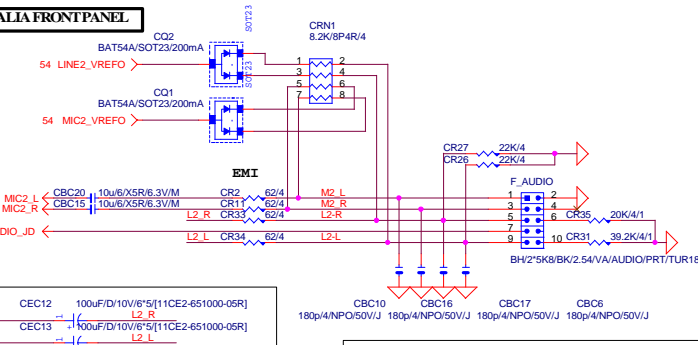 ALIA FRONT PANEL
SOT23
CQ2
BAT54A/SOT23/200mA
CRN1
8.2K/8P4R/4
54 LINE2_VREFO
1 2
3 4
5 6
7 8
SOT23
CQ1
BAT54A/SOT23/200mA
54 MIC2_VREFO
CR27 22K/4
CR26 22K/4
EMI
F_AUDIO
MIC2_L CBC20 10u/6/X5R/6.3V/M CR2 62/4 M2_L
MIC2_R CBC15 10u/6/X5R/6.3V/M CR11 62/4 M2_R
L2_R CR33 62/4 L2-R
DIO_JD
L2_L CR34 62/4 L2-L
1 2
3 4
5 6
7
9 10
CR35 20K/4/1
CR31 39.2K/4/1
BH/2*5K8/BK/2.54/VA/AUDIO/PRT/TUR18
CBC10 CBC16 CBC17 CBC6
180p/4/NPO/50V/J 180p/4/NPO/50V/J 180p/4/NPO/50V/J 180p/4/NPO/50V/J
CEC12 100uF/D/10V/6*5/[11CE2-651000-05R]
1 L2_R
CEC13 100uF/D/10V/6*5/[11CE2-651000-05R]
1 + L2_L